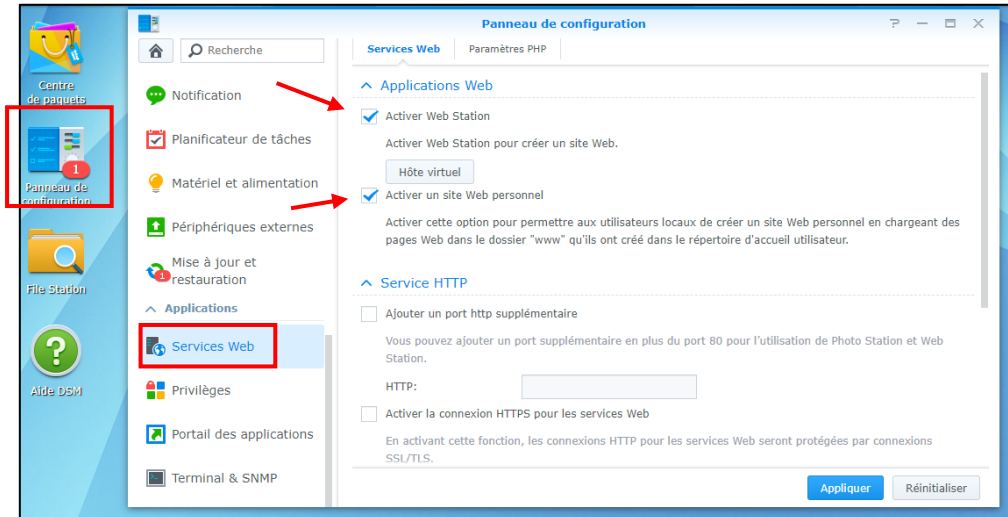 Centre
de paquets
1
Panneau de
configuration
File Station
?
Aide DSM
Panneau de configuration
Recherche
Notification
Planificateur de tâches
Matériel et alimentation
Périphériques externes
1
Mise à jour et
restauration
Applications
Services Web
Privilèges
Portail des applications
Terminal & SNMP
Services Web
Paramètres PHP
Applications Web
Activer Web Station
Activer Web Station pour créer un site Web.
Hôte virtuel
Activer un site Web personnel
Activer cette option pour permettre aux utilisateurs locaux de créer un site Web personnel en chargeant des
pages Web dans le dossier "www" qu'ils ont créé dans le répertoire d'accueil utilisateur.
Service HTTP
Ajouter un port http supplémentaire
Vous pouvez ajouter un port supplémentaire en plus du port 80 pour l'utilisation de Photo Station et Web
Station.
HTTP:
Activer la connexion HTTPS pour les services Web
En activant cette fonction, les connexions HTTP pour les services Web seront protégées par connexions
SSL/TLS.
Appliquer
Réinitialiser